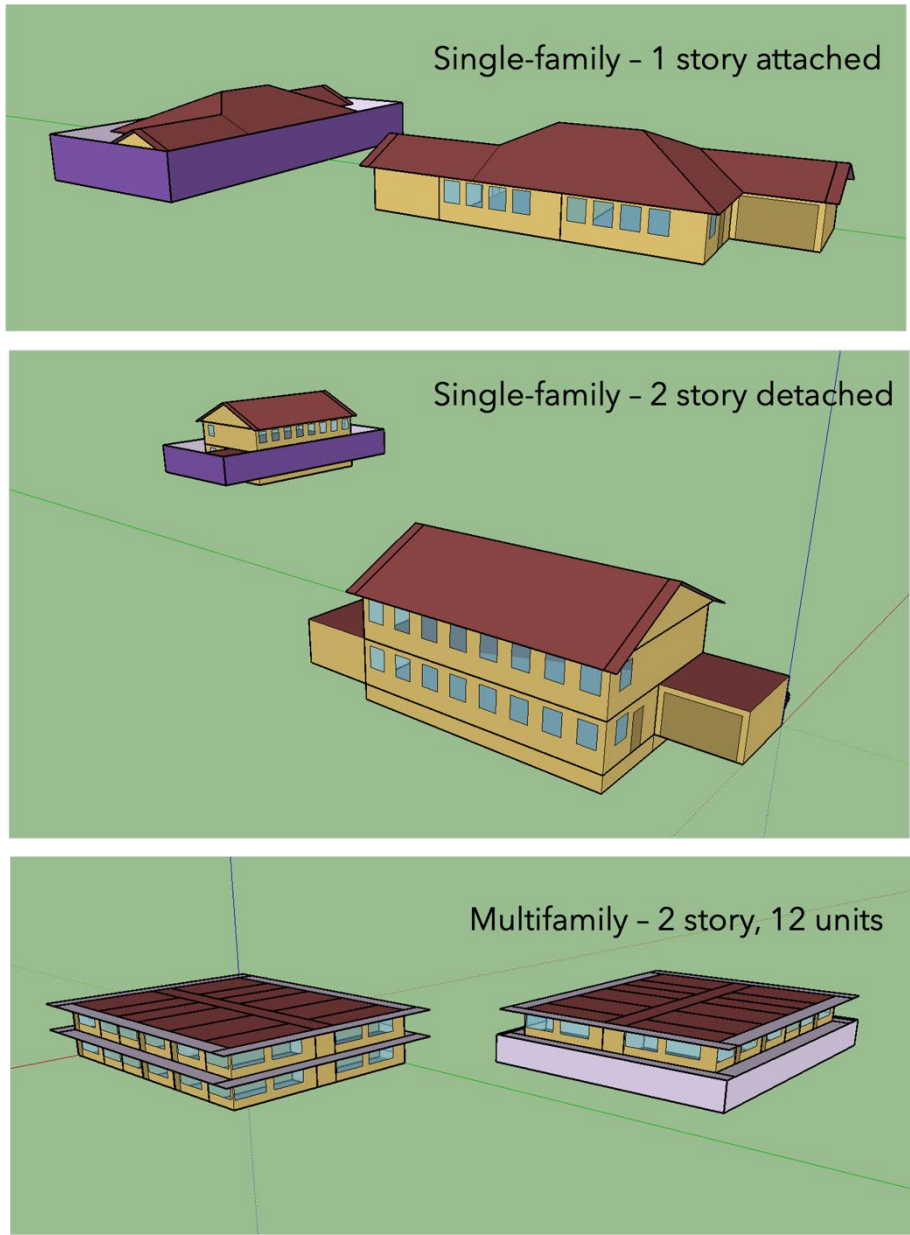 Single-family – 1 story attached
Single-family – 2 story detached
Multifamily – 2 story, 12 units